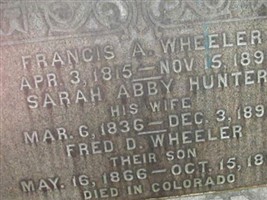 FRANCIS A. WHEELER
APR. 3, 1815 — NOV. 15, 189
SARAH ABBY HUNTER
HIS WIFE
MAR. 6, 1836 — DEC. 3, 189
FRED D. WHEELER
THEIR SON
MAY. 16, 1866 — OCT. 15, 18
DIED IN COLORADO